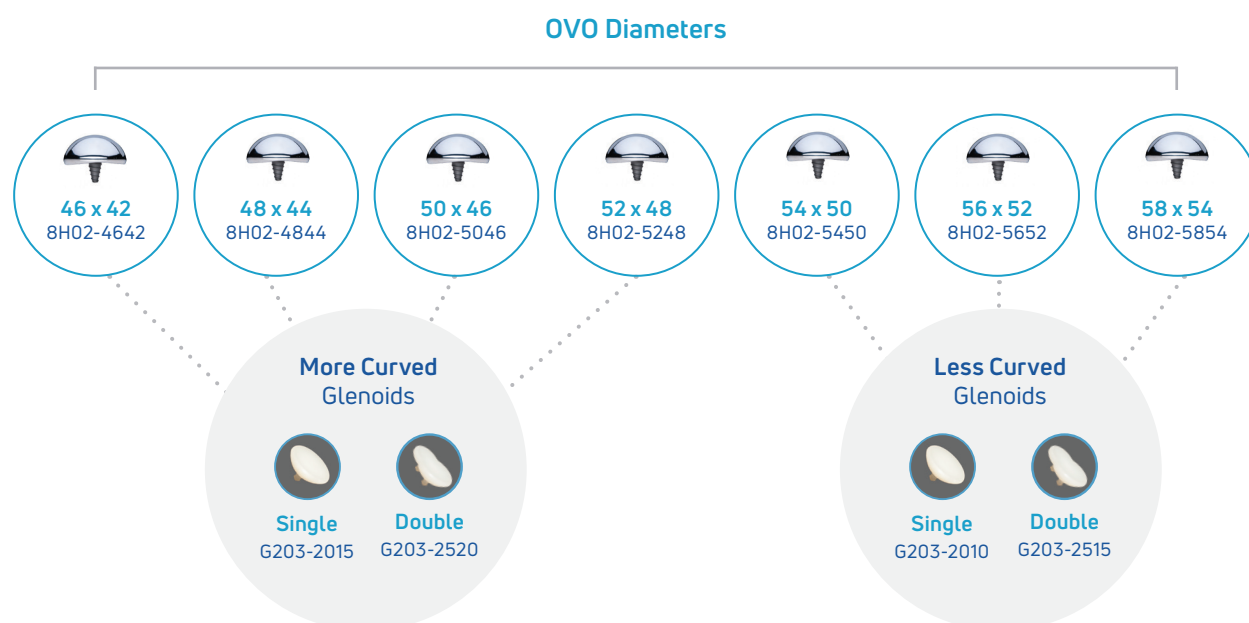 OVO Diameters
46 x 42
8H02-4642
48 x 44
8H02-4844
50 x 46
8H02-5046
52 x 48
8H02-5248
54 x 50
8H02-5450
56 x 52
8H02-5652
58 x 54
8H02-5854
More Curved
Glenoids
Single
G203-2015
Double
G203-2520
Less Curved
Glenoids
Single
G203-2010
Double
G203-2515